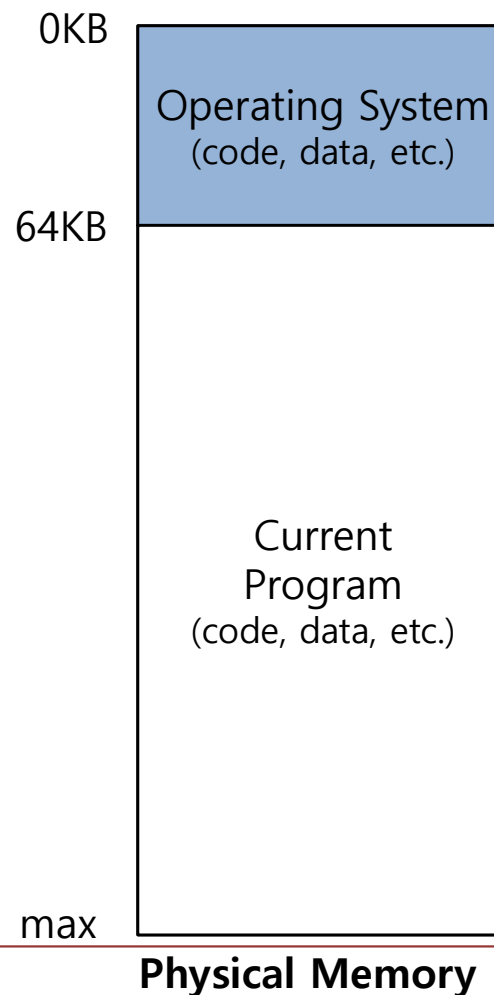 0KB
Operating System
(code, data, etc.)
64KB
Current
Program
(code, data, etc.)
max
Physical Memory